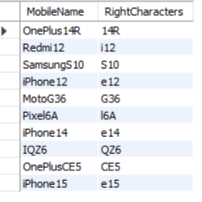 MobileName RightCharacters
OnePlus14R 14R
Redmi12 i12
SamsungS10 S10
iPhone12 e12
MotoG36 G36
Pixel6A l6A
iPhone14 e14
IQZ6 QZ6
OnePlusCE5 CE5
iPhone15 e15